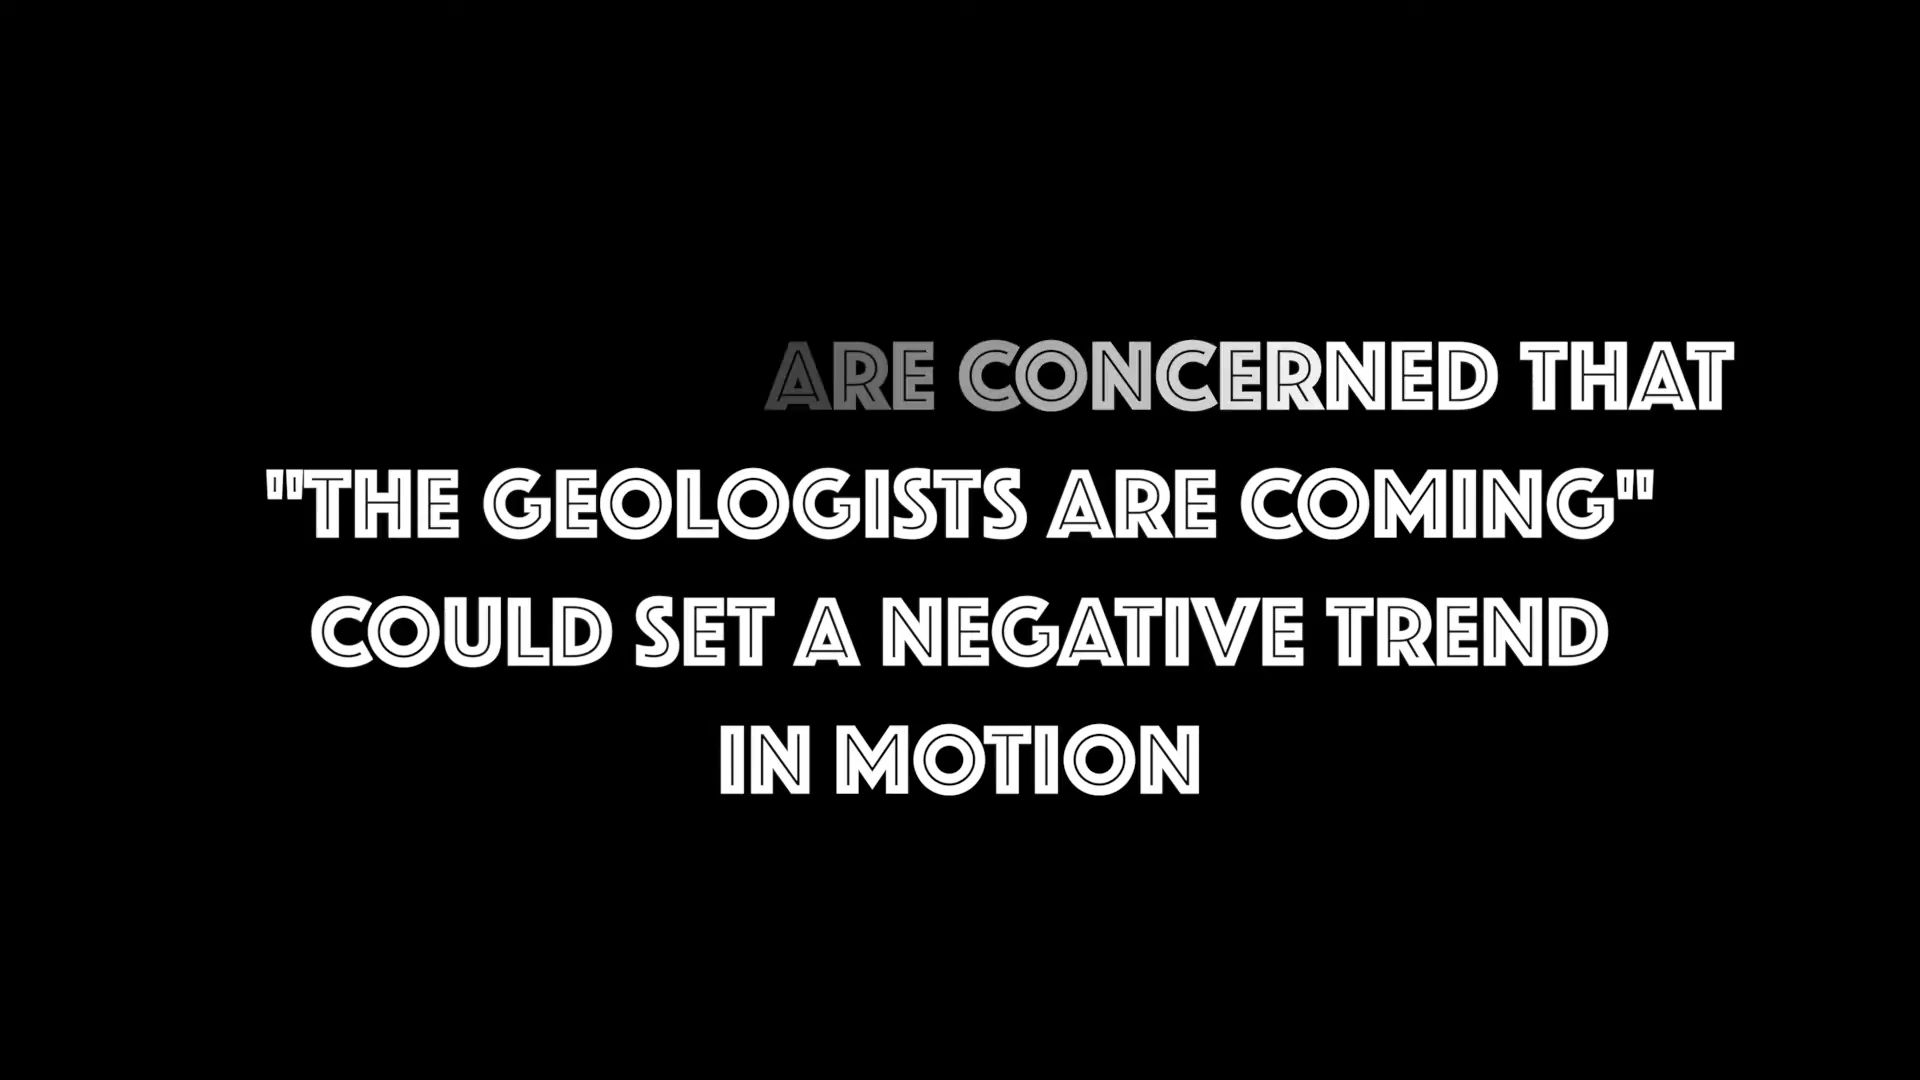 ARE CONCERNED THAT
"THE GEOLOGISTS ARE COMING"
COULD SET A NEGATIVE TREND
IN MOTION